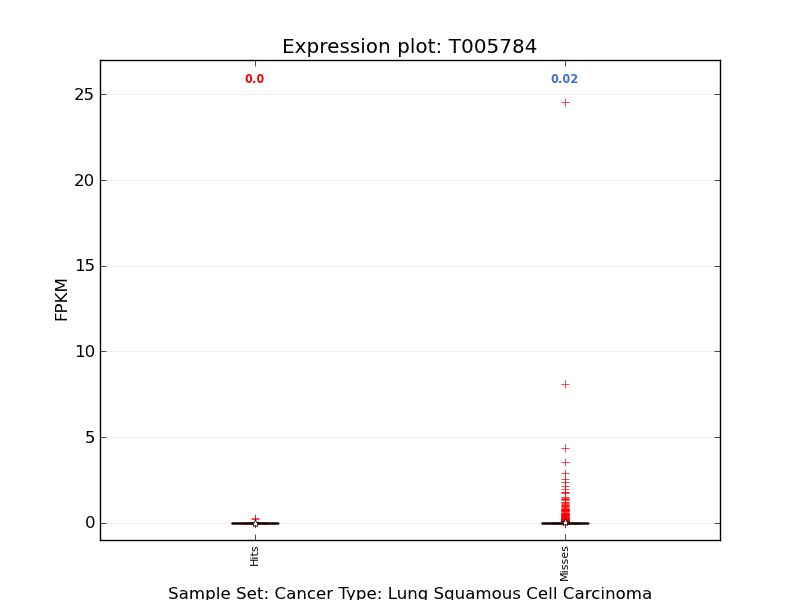 Expression plot: T005784
0.0
0.02
25
20
15
10
5
0
FPKM
Hits
Misses
Sample Set: Cancer Type: Lung Squamous Cell Carcinoma